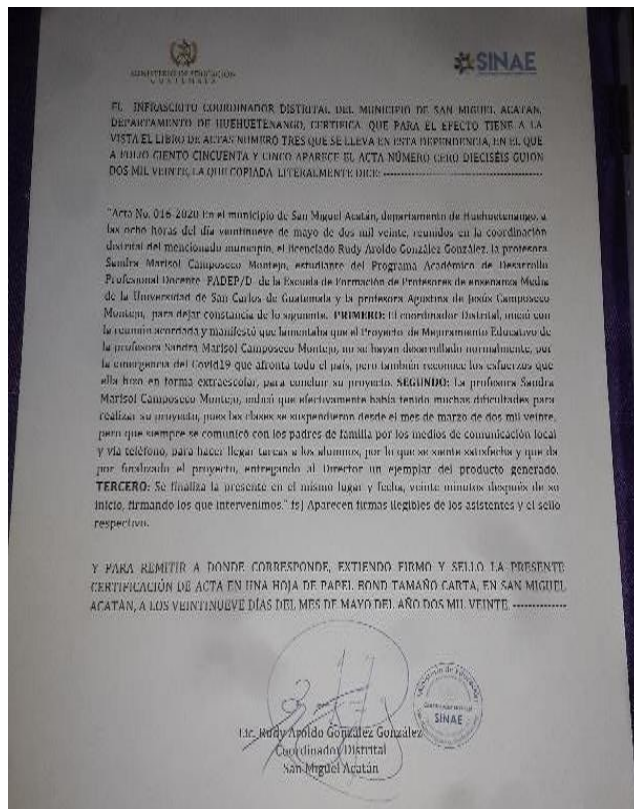 MINISTERIO DE EDUCACIÓN
GUATEMALA
SINAE
EL INFRASCRITO COORDINADOR DISTRITAL DEL MUNICIPIO DE SAN MIGUEL ACATÁN,
DEPARTAMENTO DE HUEHUETENANGO, CERTIFICA, QUE PARA EL EFECTO TIENE A LA
VISTA EL LIBRO DE ACTAS NÚMERO TRES QUE SE LLEVA EN ESTA DEPENDENCIA, EN EL QUE
A FOLIO CIENTO CINCUENTA Y CINCO APARECE EL ACTA NÚMERO CERO DIECISÉIS GUION
DOS MIL VEINTE, LA QUE COPIADA LITERALMENTE DICE: ----------------------------------
"Acta No. 016-2020 En el municipio de San Miguel Acatán, departamento de Huehuetenango, a
las ocho horas del día veintinueve de mayo de dos mil veinte, reunidos en la coordinación
distrital del mencionado municipio, el licenciado Rudy Aroldo González González, la profesora
Sandra Marisol Camposeco Montejo, estudiante del Programa Académico de Desarrollo
Profesional Docente PADEP/D de la Escuela de Formación de Profesores de enseñanza Media
de la Universidad de San Carlos de Guatemala y la profesora Agustina de Jesús Camposeco
Montejo, para dejar constancia de lo siguiente. PRIMERO: El coordinador Distrital, inició con
la reunión acordada y manifestó que lamentaba que el Proyecto de Mejoramiento Educativo de
la profesora Sandra Marisol Camposeco Montejo, no se hayan desarrollado normalmente, por
la emergencia del Covid19 que afronta todo el país, pero también reconoce los esfuerzos que
ella hizo en forma extraescolar, para concluir su proyecto. SEGUNDO: La profesora Sandra
Marisol Camposeco Montejo, indicó que efectivamente había tenido muchas dificultades para
realizar su proyecto, pues las clases se suspendieron desde el mes de marzo de dos mil veinte,
pero que siempre se comunicó con los padres de familia por los medios de comunicación local
y vía teléfono, para hacer llegar tareas a los alumnos, por lo que se siente satisfecha y que da
por finalizado el proyecto, entregando al Director un ejemplar del producto generado.
TERCERO: Se finaliza la presente en el mismo lugar y fecha, veinte minutos después de su
inicio, firmando los que intervenimos." fs) Aparecen firmas ilegibles de los asistentes y el sello
respectivo.
Y PARA REMITIR A DONDE CORRESPONDE, EXTIENDO FIRMO Y SELLO LA PRESENTE
CERTIFICACIÓN DE ACTA EN UNA HOJA DE PAPEL BOND TAMAÑO CARTA, EN SAN MIGUEL
ACATÁN, A LOS VEINTINUEVE DÍAS DEL MES DE MAYO DEL AÑO DOS MIL VEINTE. --------------
Lic. Rudy Aroldo González González
Coordinador Distrital
San Miguel Acatán
Ministerio de Educación
SINAE